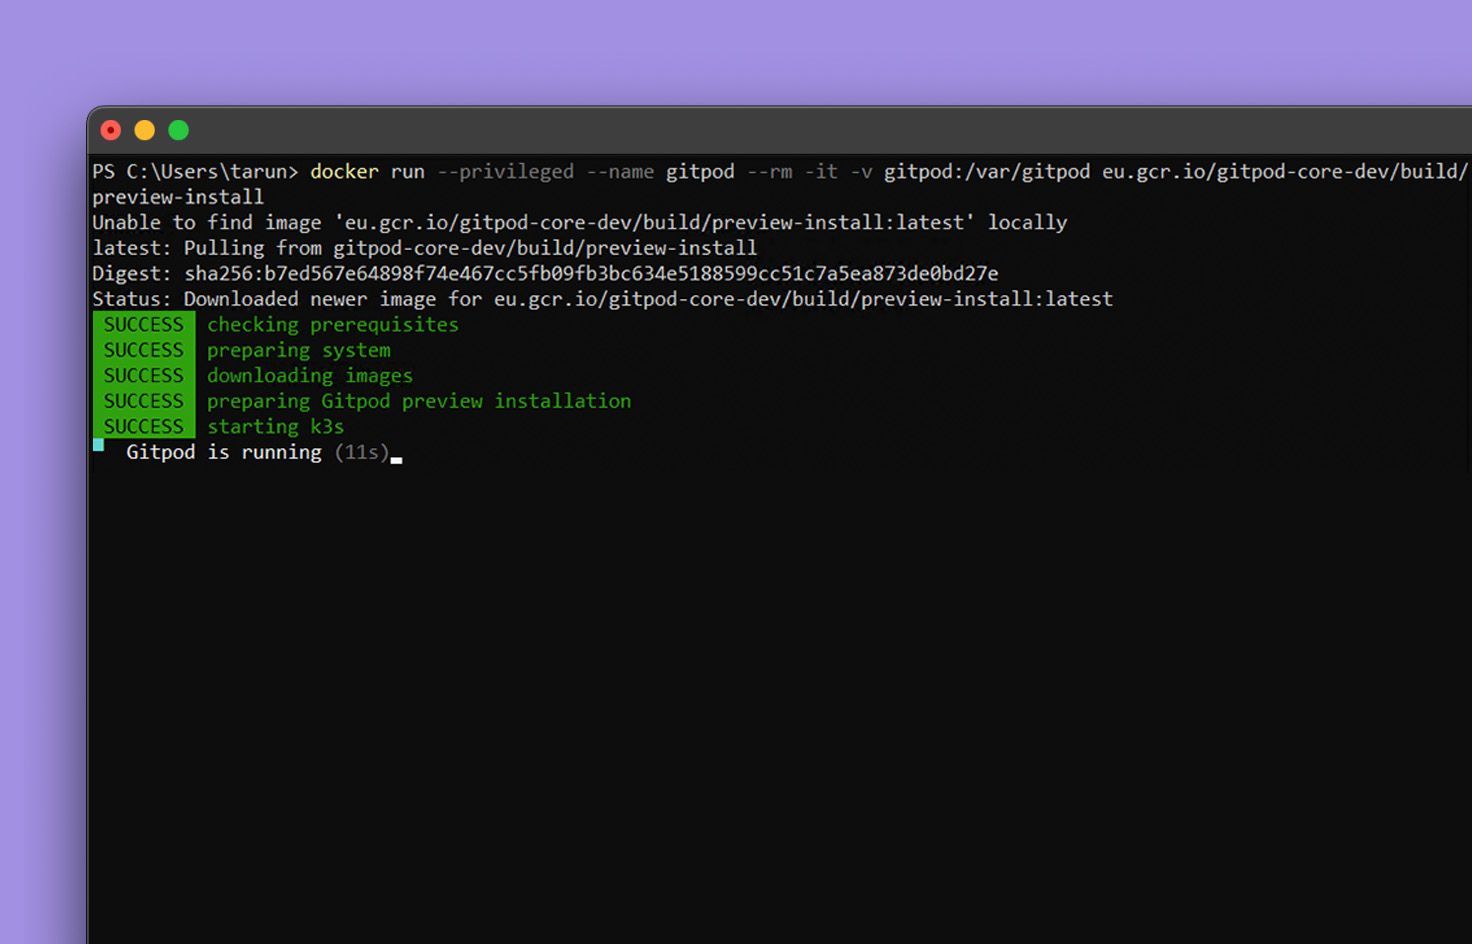 PS C:\Users\tarun> docker run --privileged --name gitpod --rm -it -v gitpod:/var/gitpod eu.gcr.io/gitpod-core-dev/build/
preview-install
Unable to find image 'eu.gcr.io/gitpod-core-dev/build/preview-install:latest' locally
latest: Pulling from gitpod-core-dev/build/preview-install
Digest: sha256:b7ed567e64898f74e467cc5fb09fb3bc634e5188599cc51c7a5ea873de0bd27e
Status: Downloaded newer image for eu.gcr.io/gitpod-core-dev/build/preview-install:latest
SUCCESS checking prerequisites
SUCCESS preparing system
SUCCESS downloading images
SUCCESS preparing Gitpod preview installation
SUCCESS starting k3s
Gitpod is running (11s)